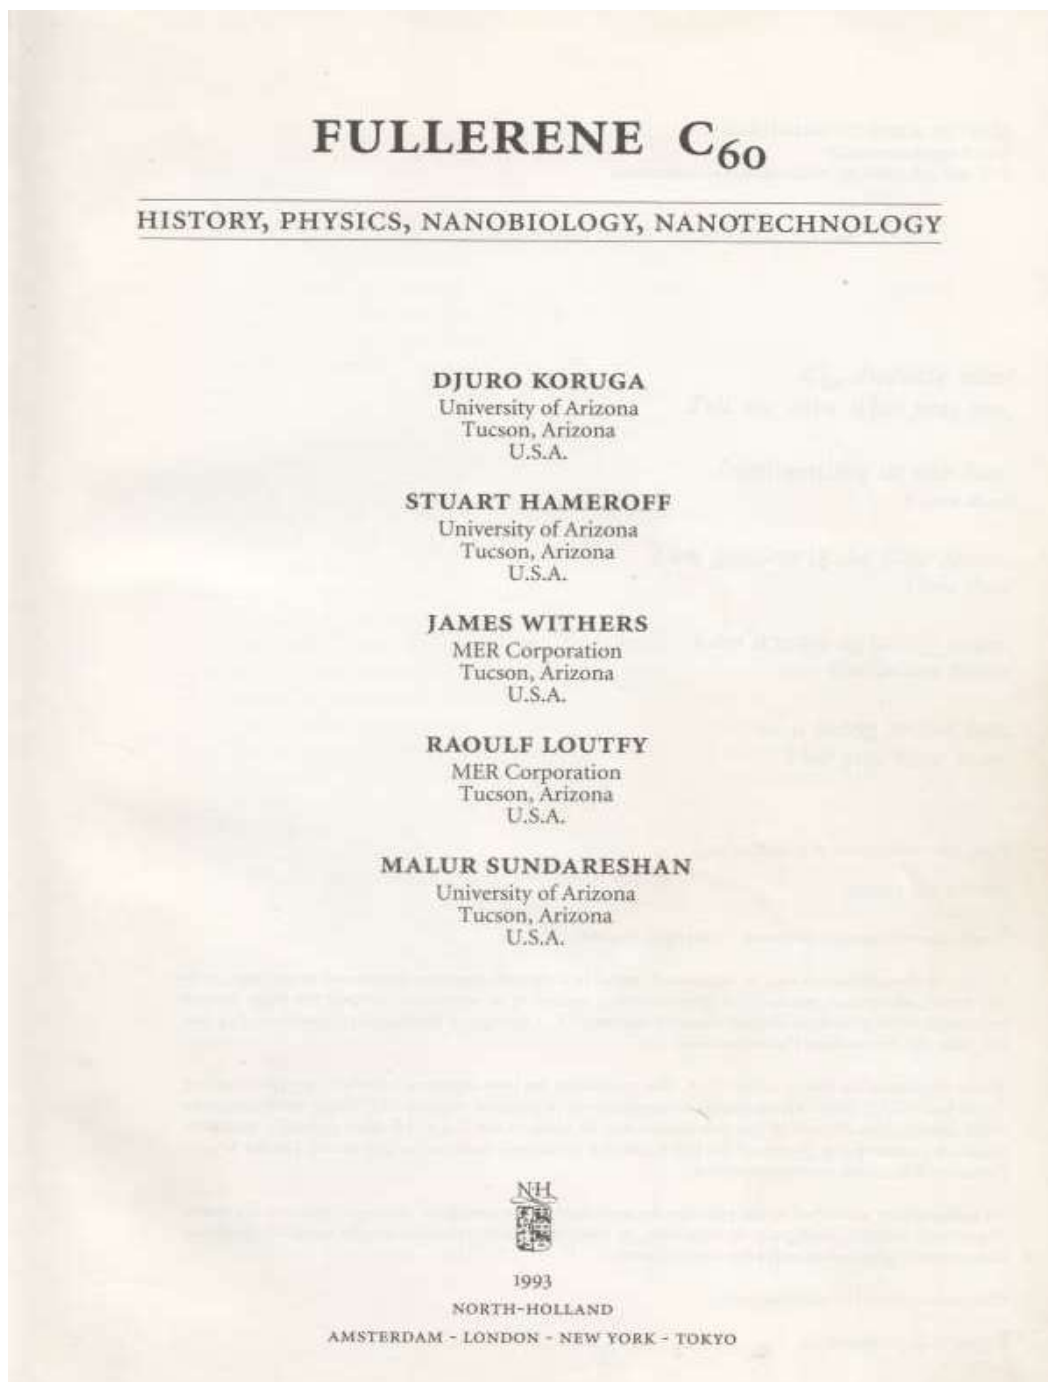 FULLERENE C60
HISTORY, PHYSICS, NANOBIOLOGY, NANOTECHNOLOGY
DJURO KORUGA
University of Arizona
Tucson, Arizona
U.S.A.
STUART HAMEROFF
University of Arizona
Tucson, Arizona
U.S.A.
JAMES WITHERS
MER Corporation
Tucson, Arizona
U.S.A.
RAOULF LOUTFY
MER Corporation
Tucson, Arizona
U.S.A.
MALUR SUNDARESHAN
University of Arizona
Tucson, Arizona
U.S.A.
NH
1993
NORTH-HOLLAND
AMSTERDAM - LONDON - NEW YORK - TOKYO